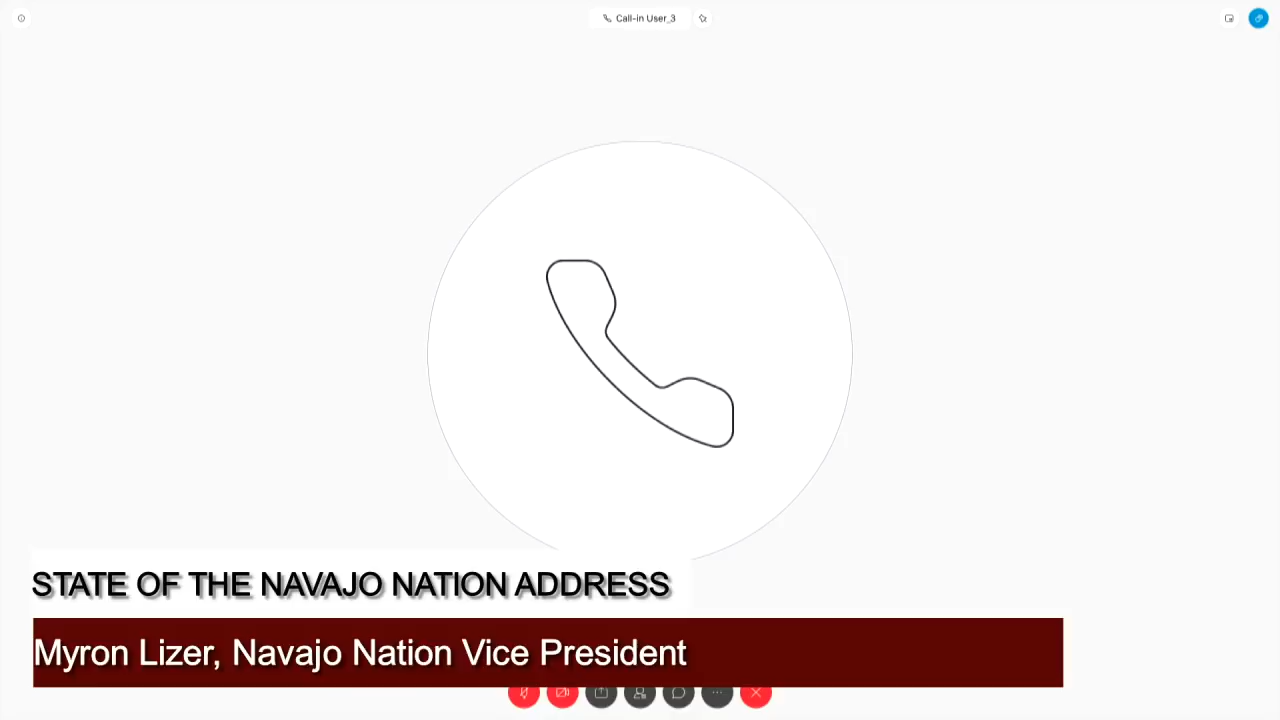 Call-in User_3
STATE OF THE NAVAJO NATION ADDRESS
Myron Lizer, Navajo Nation Vice President